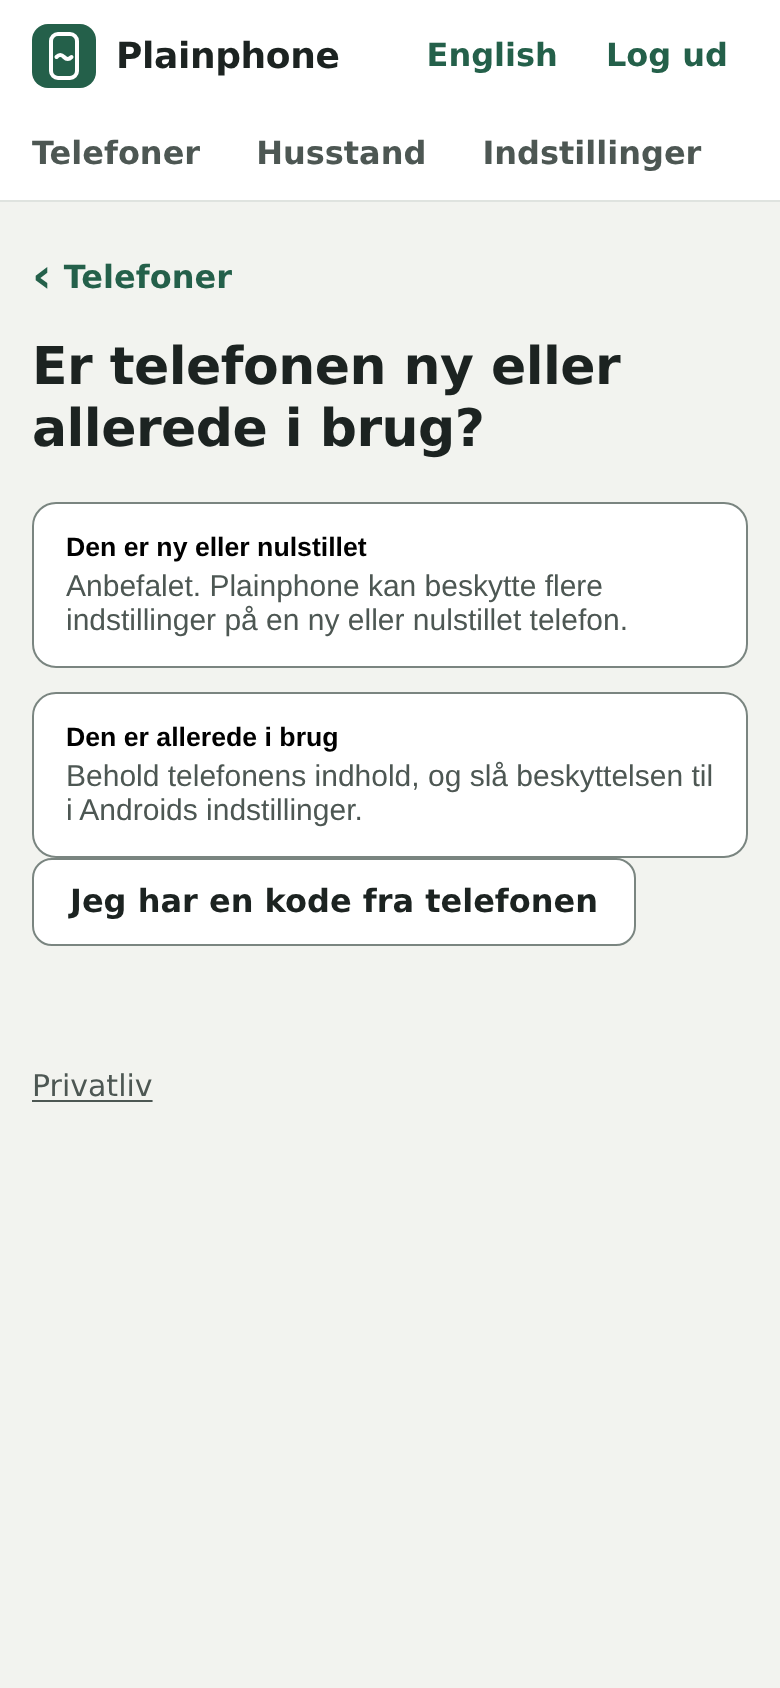 Plainphone
English
Log ud
Telefoner
Husstand
Indstillinger
‹ Telefoner
Er telefonen ny eller
allerede i brug?
Den er ny eller nulstillet
Anbefalet. Plainphone kan beskytte flere
indstillinger på en ny eller nulstillet telefon.
Den er allerede i brug
Behold telefonens indhold, og slå beskyttelsen til
i Androids indstillinger.
Jeg har en kode fra telefonen
Privatliv